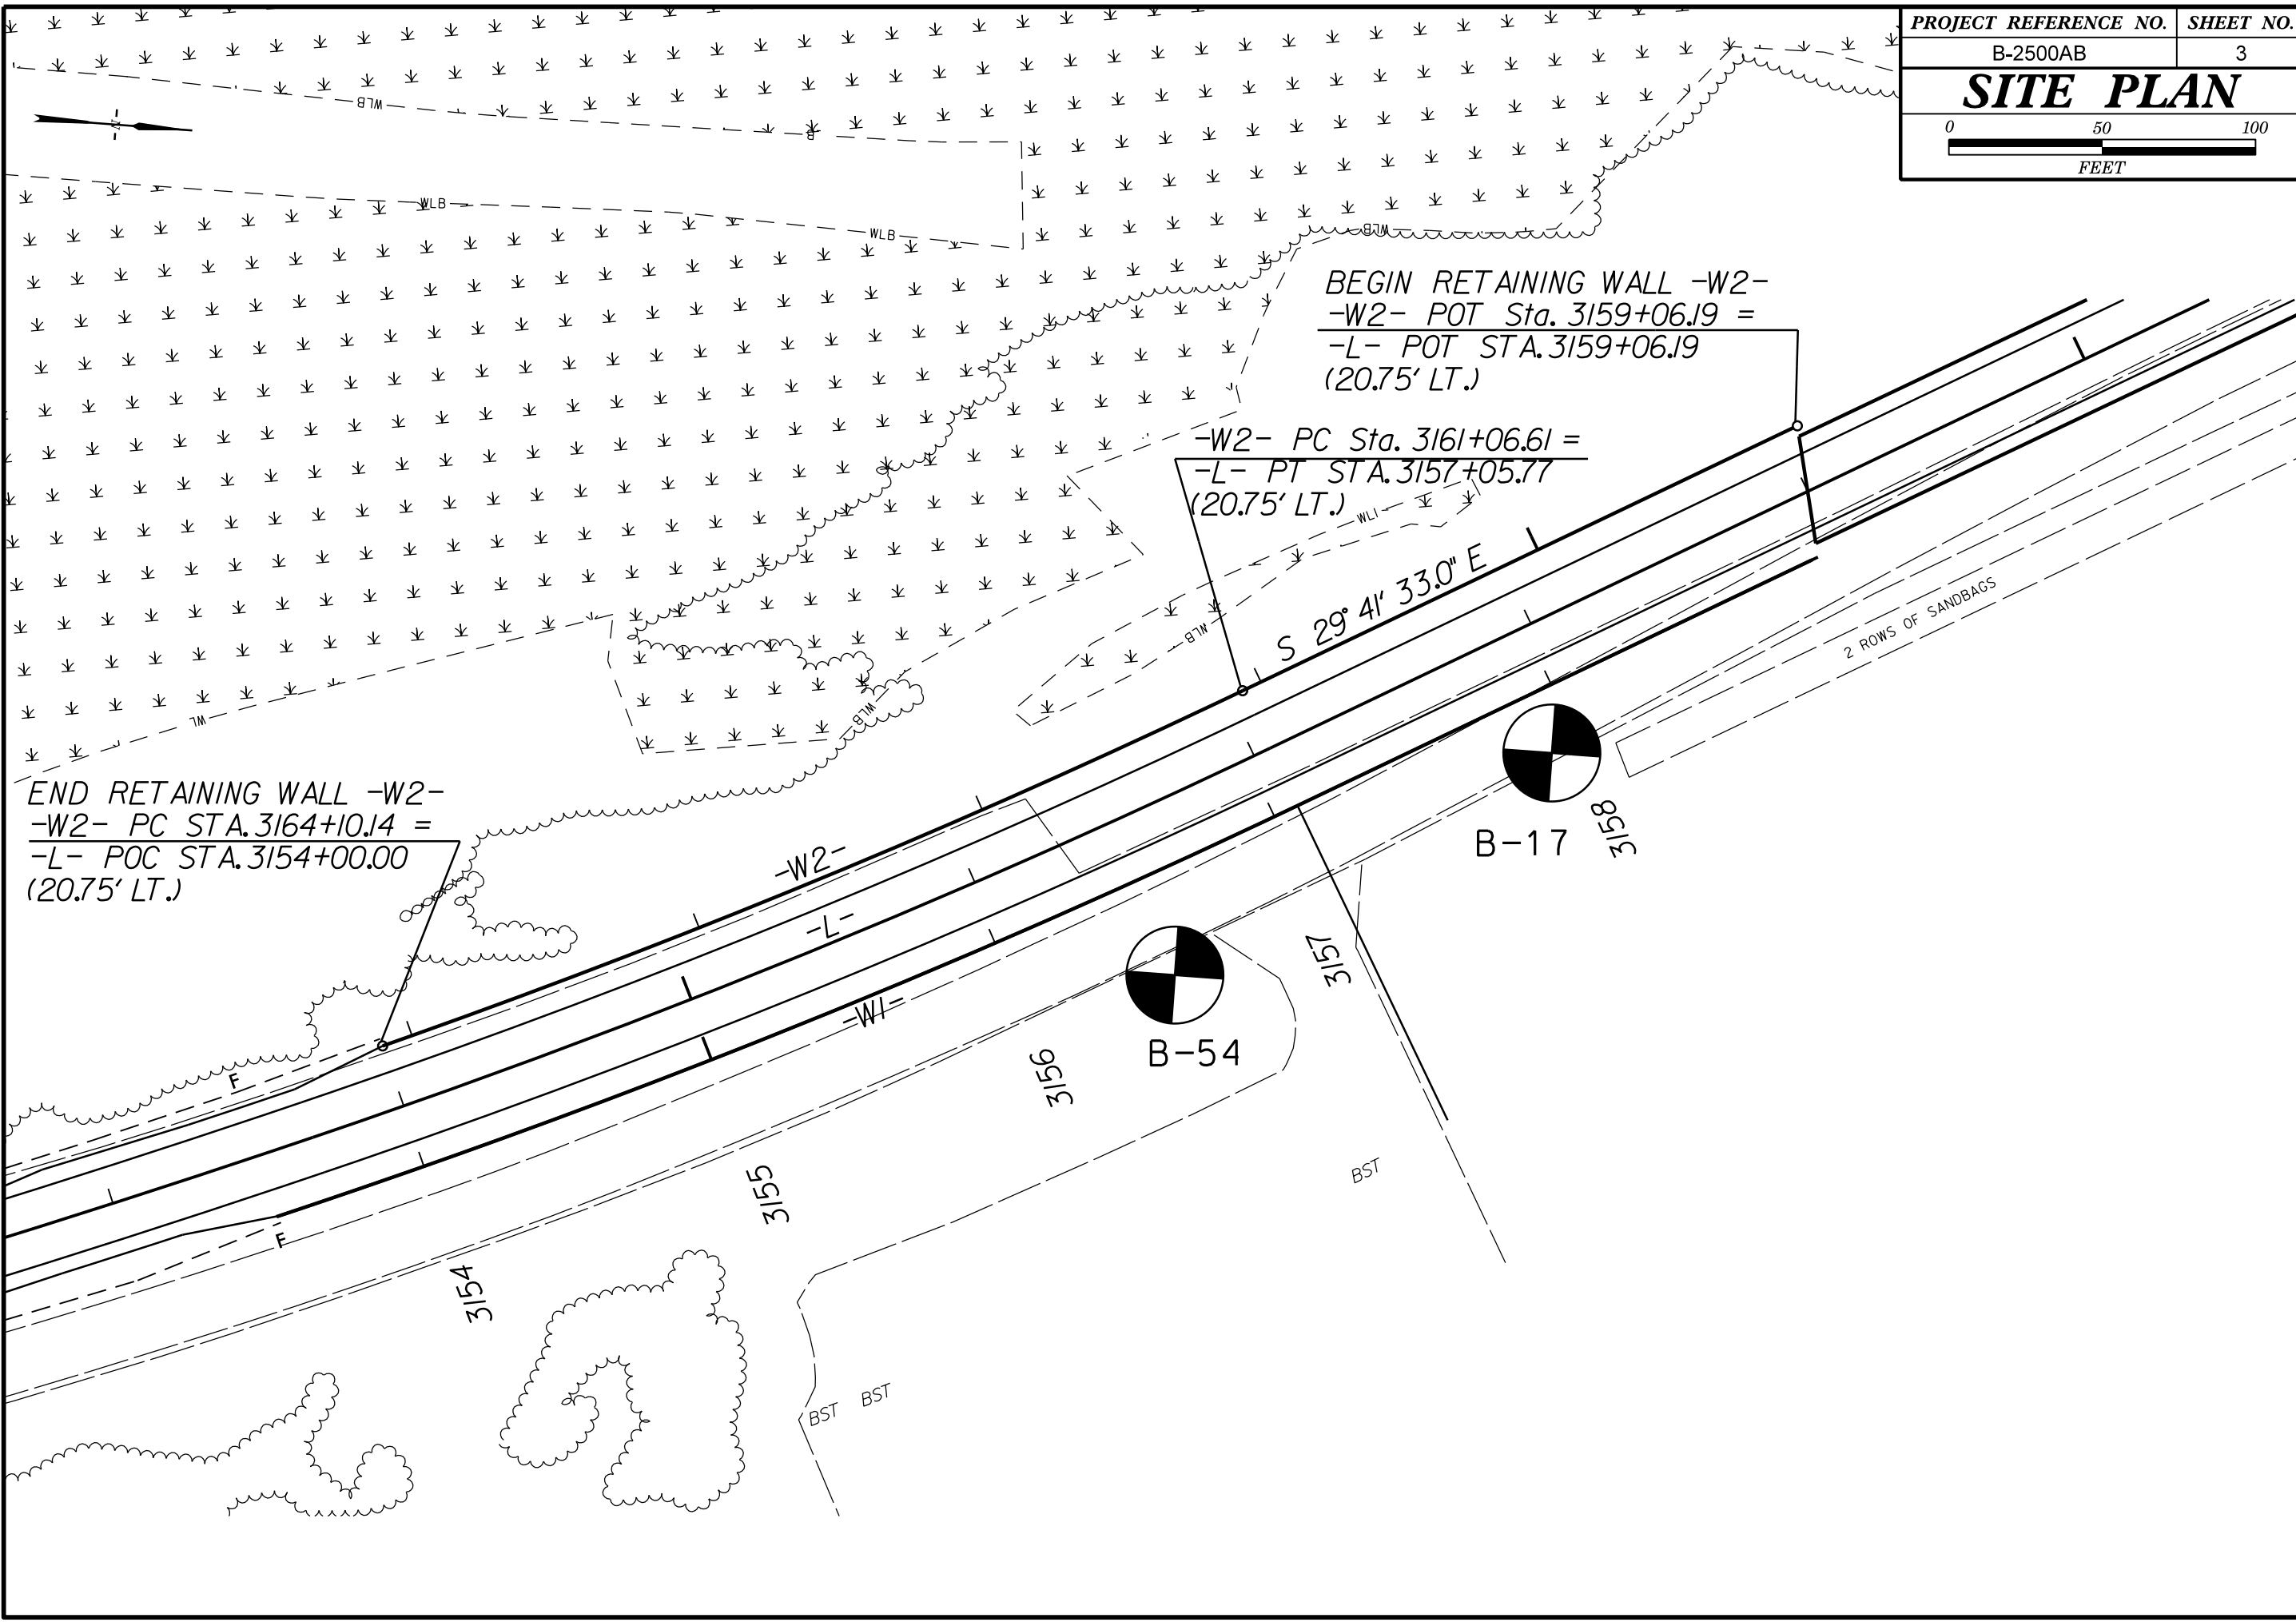 PROJECT REFERENCE NO. SHEET NO.
B-2500AB 3
SITE PLAN
0 50 100
FEET
WLB
B
WLB
WLB
WLB
BEGIN RETAINING WALL -W2-
-W2- POT Sta. 3159+06.19 =
-L- POT STA. 3159+06.19
(20.75' LT.)
-W2- PC Sta. 3161+06.61 =
-L- PT STA. 3157+05.77
(20.75' LT.)
WLI
S 29° 41' 33.0" E
WLB
2 ROWS OF SANDBAGS
WL
WLB
END RETAINING WALL -W2-
-W2- PC STA. 3164+10.14 =
-L- POC STA. 3154+00.00
(20.75' LT.)
-W2-
-L-
-W1-
B-17
3158
3157
B-54
3156
F
3155
BST
F
3154
BST BST